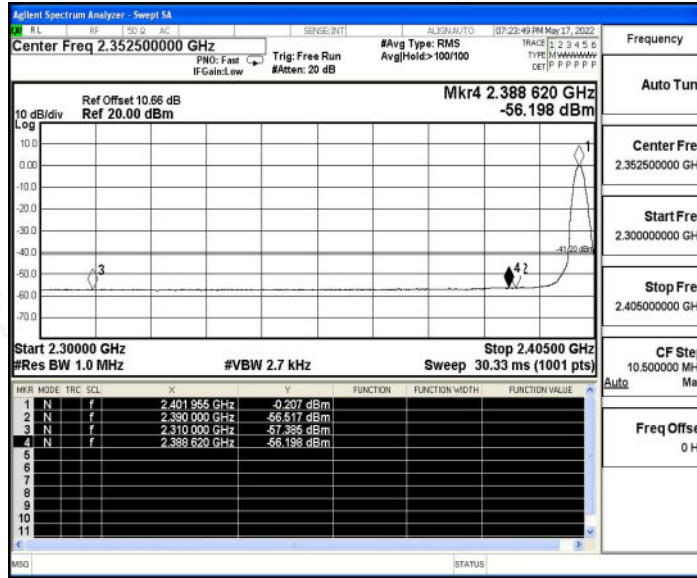 Agilent Spectrum Analyzer - Swept SA
RL RF 50 Ω AC SENSE:INT ALIGNAUTO 07:23:49 PM May 17, 2022
Center Freq 2.352500000 GHz
PNO: Fast
IFGain:Low
Trig: Free Run
#Atten: 20 dB
#Avg Type: RMS
Avg|Hold>100/100
TRACE 1 2 3 4 5 6
TYPE MWWWWW
DET P P P P P P
Ref Offset 10.66 dB
Ref 20.00 dBm
10 dB/div
Log
Mkr4 2.388 620 GHz
-56.198 dBm
10.0
0.00
-10.0
-20.0
-30.0
-40.0
-50.0
-60.0
-70.0
1
-41.20 dBm
3
4 2
Start 2.30000 GHz
Stop 2.40500 GHz
#Res BW 1.0 MHz
#VBW 2.7 kHz
Sweep 30.33 ms (1001 pts)
MKR MODE TRC SCL X Y FUNCTION FUNCTION WIDTH FUNCTION VALUE
1 N f 2.401 955 GHz -0.207 dBm
2 N f 2.390 000 GHz -56.517 dBm
3 N f 2.310 000 GHz -57.385 dBm
4 N f 2.388 620 GHz -56.198 dBm
5
6
7
8
9
10
11
MSG
STATUS
Frequency
Auto Tun
Center Fre
2.352500000 GH
Start Fre
2.300000000 GH
Stop Fre
2.405000000 GH
CF Ste
10.500000 MH
Auto Ma
Freq Offse
0 H